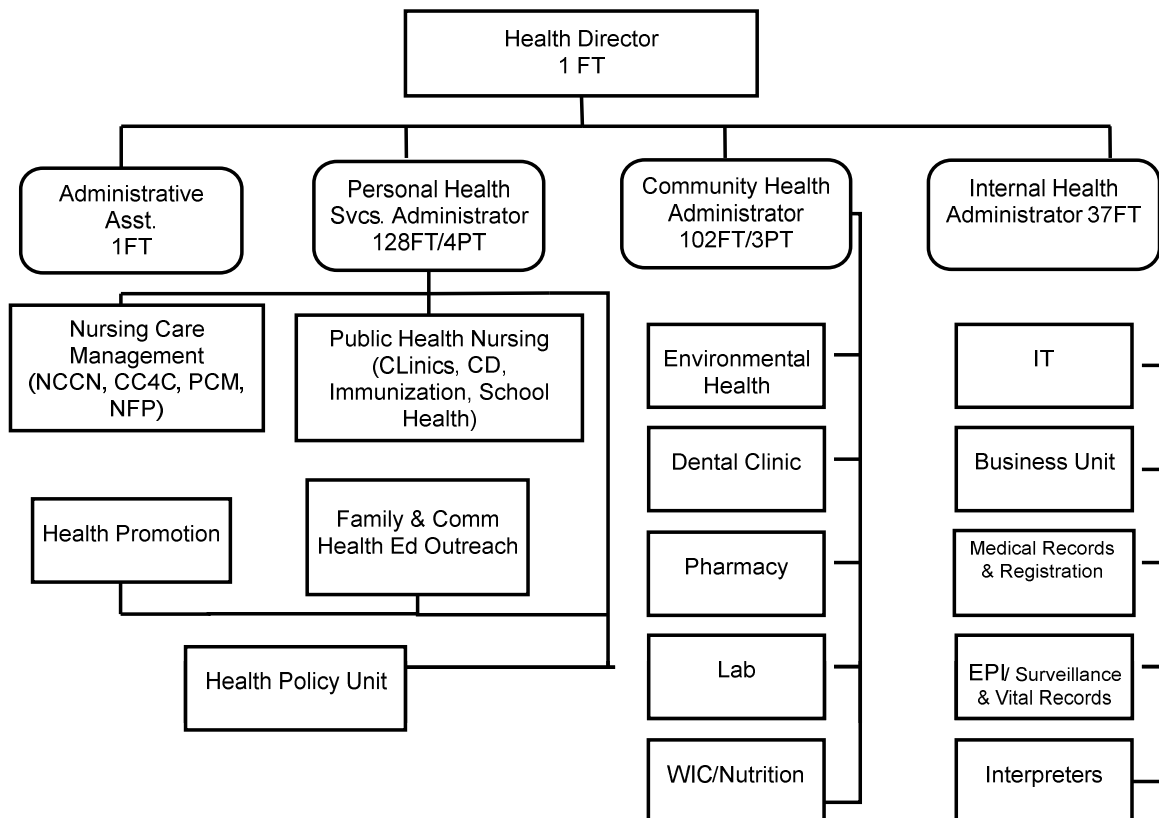 Health Director
1 FT
Administrative
Asst.
1FT
Personal Health
Svcs. Administrator
128FT/4PT
Community Health
Administrator
102FT/3PT
Internal Health
Administrator 37FT
Nursing Care
Management
(NCCN, CC4C, PCM,
NFP)
Public Health Nursing
(CLinics, CD,
Immunization, School
Health)
Health Promotion
Family & Comm
Health Ed Outreach
Health Policy Unit
Environmental
Health
Dental Clinic
Pharmacy
Lab
WIC/Nutrition
IT
Business Unit
Medical Records
& Registration
EPI/ Surveillance
& Vital Records
Interpreters